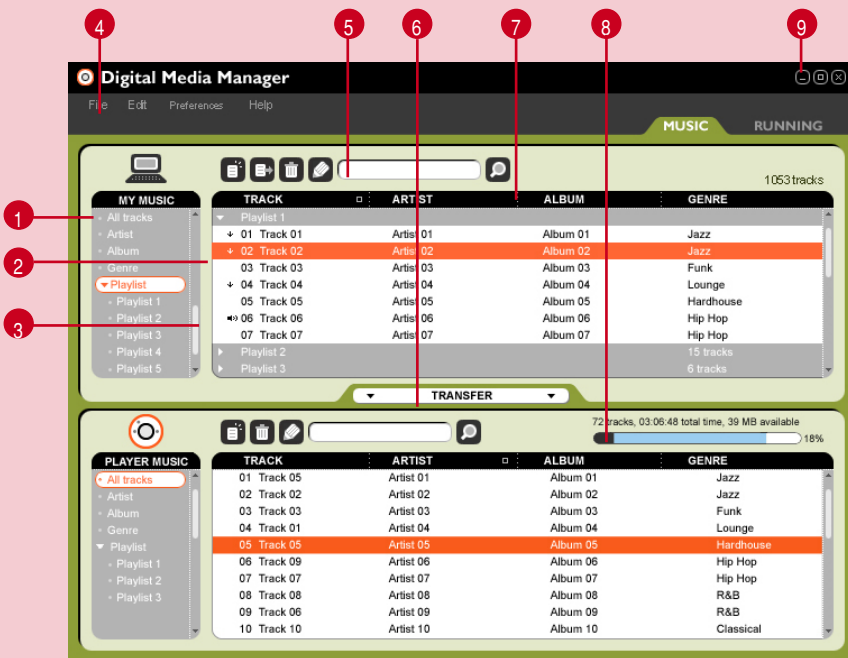 4 5 6 7 8 9
Digital Media Manager
File Edit Preferences Help
MUSIC RUNNING
1053 tracks
MY MUSIC TRACK ARTIST ALBUM GENRE
1 All tracks Playlist 1
Artist 01 Track 01 Artist 01 Album 01 Jazz
2 Album 02 Track 02 Artist 02 Album 02 Jazz
Genre 03 Track 03 Artist 03 Album 03 Funk
Playlist 04 Track 04 Artist 04 Album 04 Lounge
Playlist 1 05 Track 05 Artist 05 Album 05 Hardhouse
3 Playlist 2 06 Track 06 Artist 06 Album 06 Hip Hop
Playlist 3 07 Track 07 Artist 07 Album 07 Hip Hop
Playlist 4 Playlist 2 15 tracks
Playlist 5 Playlist 3 6 tracks
TRANSFER
72 tracks, 03:06:48 total time, 39 MB available
18%
PLAYER MUSIC TRACK ARTIST ALBUM GENRE
All tracks 01 Track 05 Artist 01 Album 01 Jazz
Artist 02 Track 02 Artist 02 Album 02 Jazz
Album 03 Track 03 Artist 03 Album 03 Funk
Genre 04 Track 01 Artist 04 Album 04 Lounge
Playlist 05 Track 05 Artist 05 Album 05 Hardhouse
Playlist 1 06 Track 09 Artist 06 Album 06 Hip Hop
Playlist 2 07 Track 07 Artist 07 Album 07 Hip Hop
Playlist 3 08 Track 08 Artist 08 Album 08 R&B
09 Track 06 Artist 09 Album 09 R&B
10 Track 10 Artist 10 Album 10 Classical